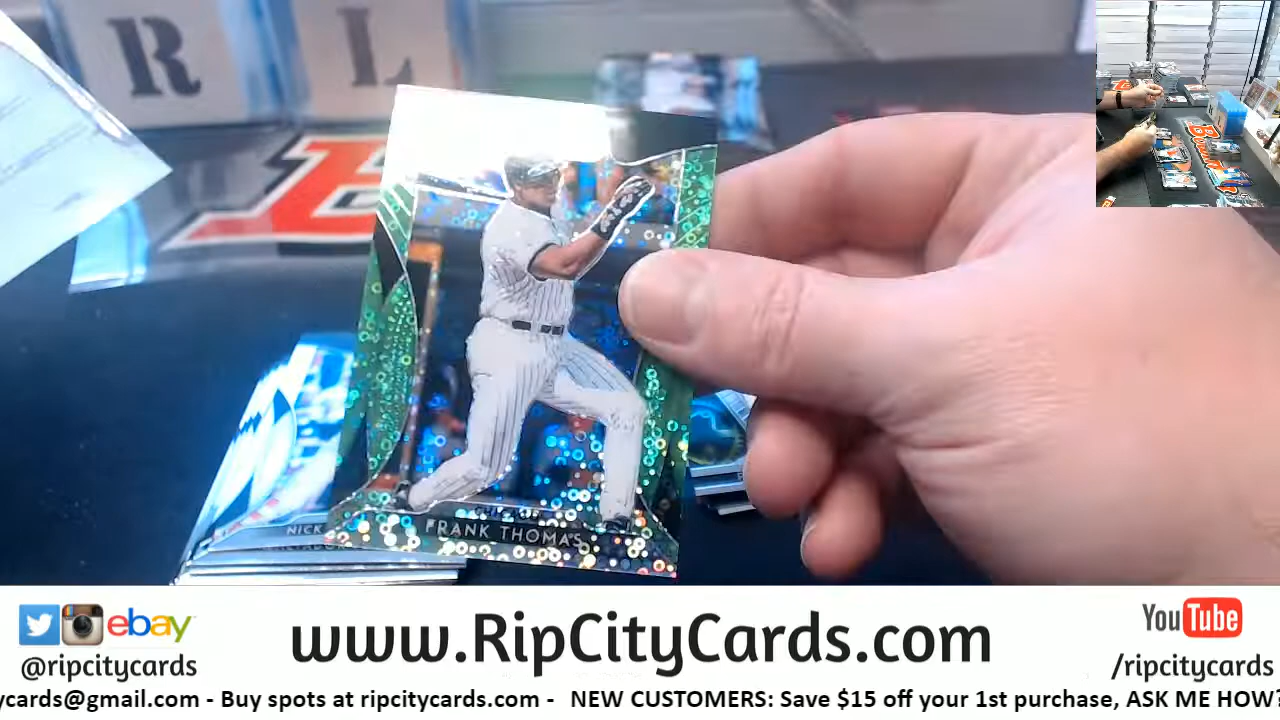 R L
B
Bowman
NICK
FRANK THOMAS
ebay
@ripcitycards
www.RipCityCards.com
YouTube
/ripcitycards
ycards@gmail.com - Buy spots at ripcitycards.com - NEW CUSTOMERS: Save $15 off your 1st purchase, ASK ME HOW?